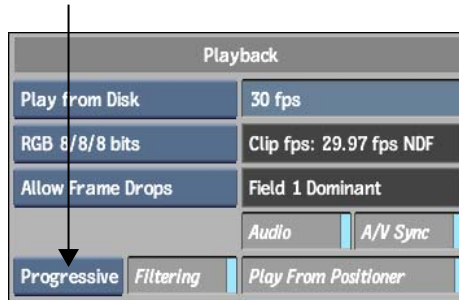 Playback
Play from Disk 30 fps
RGB 8/8/8 bits Clip fps: 29.97 fps NDF
Allow Frame Drops Field 1 Dominant
Audio A/V Sync
Progressive Filtering Play From Positioner